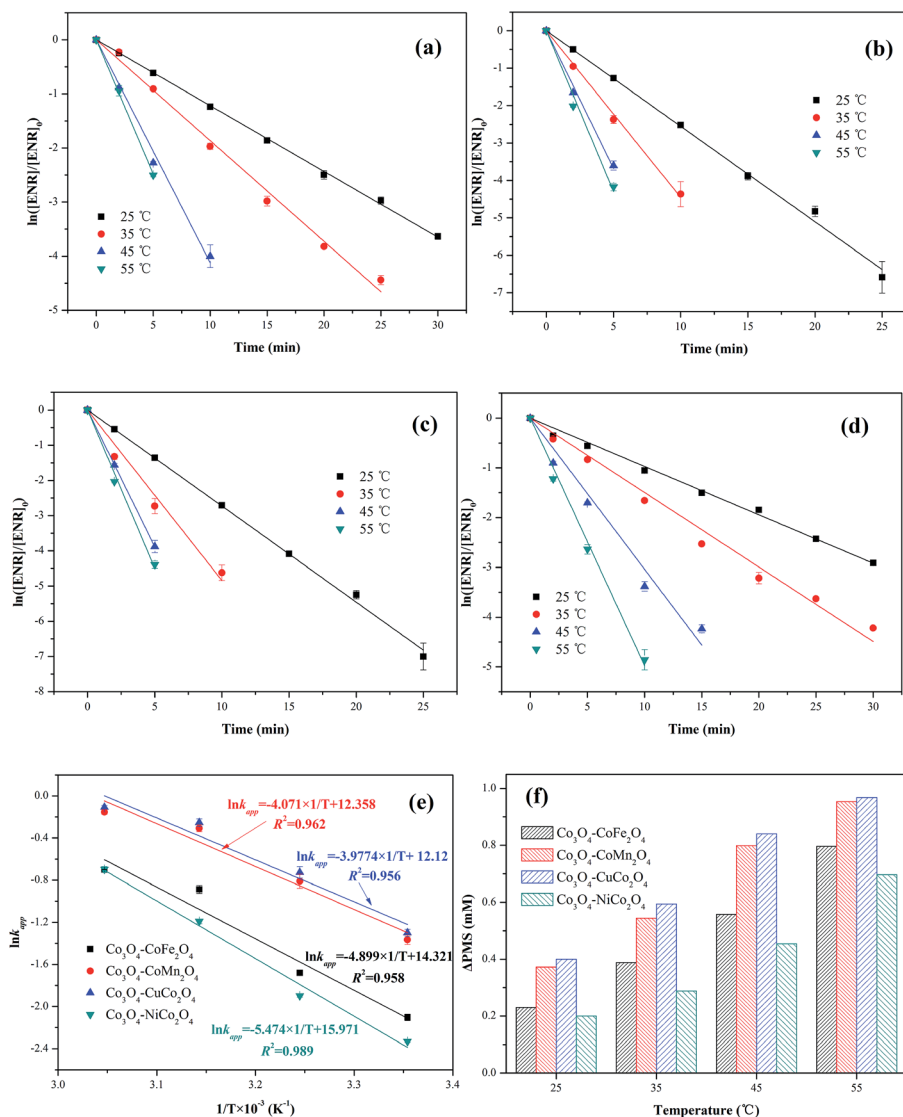 (a)
0
-1
-2
-3
-4
-5
ln([ENR]/[ENR]0)
25 ℃
35 ℃
45 ℃
55 ℃
0 5 10 15 20 25 30
Time (min)
(b)
0
-1
-2
-3
-4
-5
-6
-7
ln([ENR]/[ENR]0)
25 ℃
35 ℃
45 ℃
55 ℃
0 5 10 15 20 25
Time (min)
(c)
0
-1
-2
-3
-4
-5
-6
-7
-8
ln([ENR]/[ENR]0)
25 ℃
35 ℃
45 ℃
55 ℃
0 5 10 15 20 25
Time (min)
(d)
0
-1
-2
-3
-4
-5
ln([ENR]/[ENR]0)
25 ℃
35 ℃
45 ℃
55 ℃
0 5 10 15 20 25 30
Time (min)
(e)
0.0
-0.4
-0.8
-1.2
-1.6
-2.0
-2.4
lnkapp
lnkapp=-4.071×1/T+12.358
R²=0.962
lnkapp=-3.9774×1/T+ 12.12
R²=0.956
lnkapp=-4.899×1/T+14.321
R²=0.958
lnkapp=-5.474×1/T+15.971
R²=0.989
Co3O4-CoFe2O4
Co3O4-CoMn2O4
Co3O4-CuCo2O4
Co3O4-NiCo2O4
3.0 3.1 3.2 3.3 3.4
1/T×10⁻³ (K⁻¹)
(f)
1.0
0.8
0.6
0.4
0.2
0.0
ΔPMS (mM)
Co3O4-CoFe2O4
Co3O4-CoMn2O4
Co3O4-CuCo2O4
Co3O4-NiCo2O4
25 35 45 55
Temperature (℃)